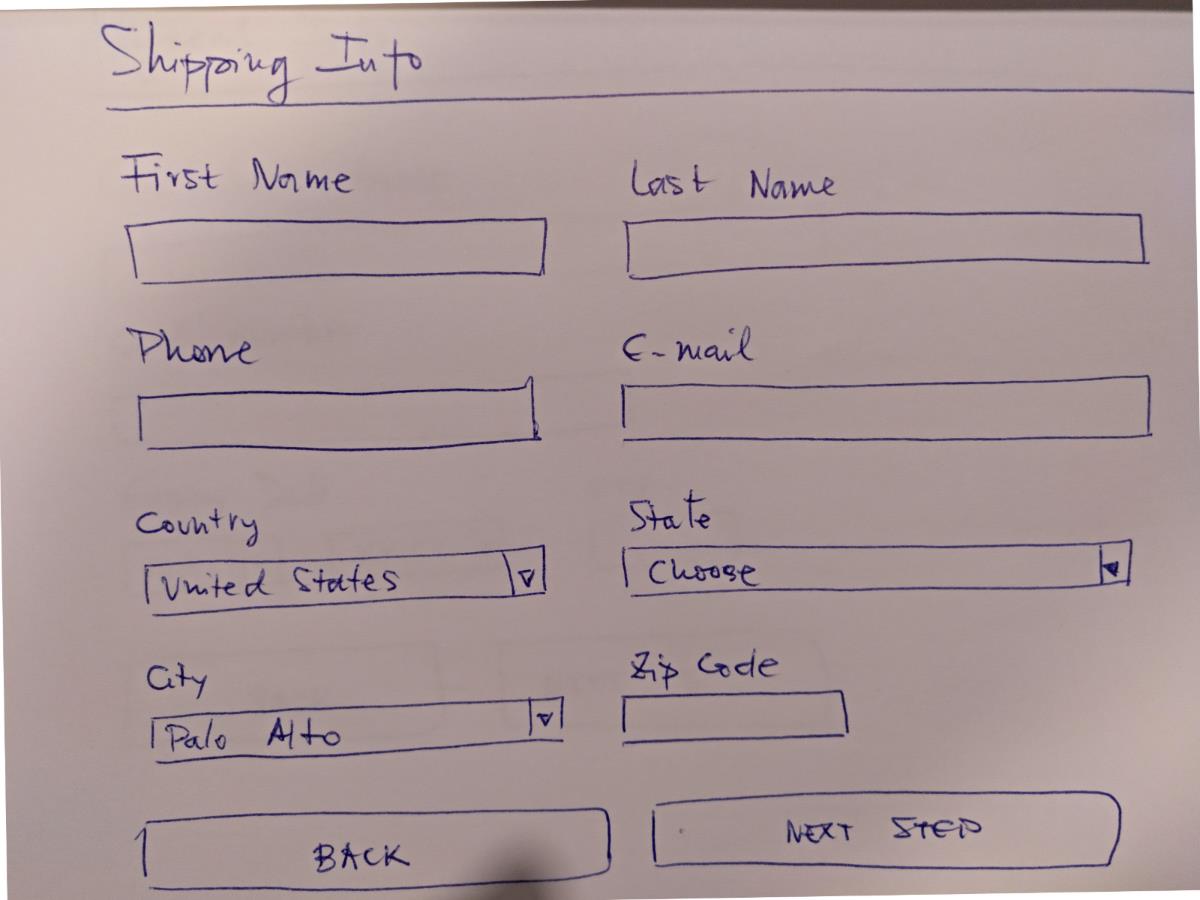 Shipping Info
First Name
Last Name
Phone
E-mail
Country
State
United States
Choose
City
Zip Code
Palo Alto
BACK
NEXT STEP